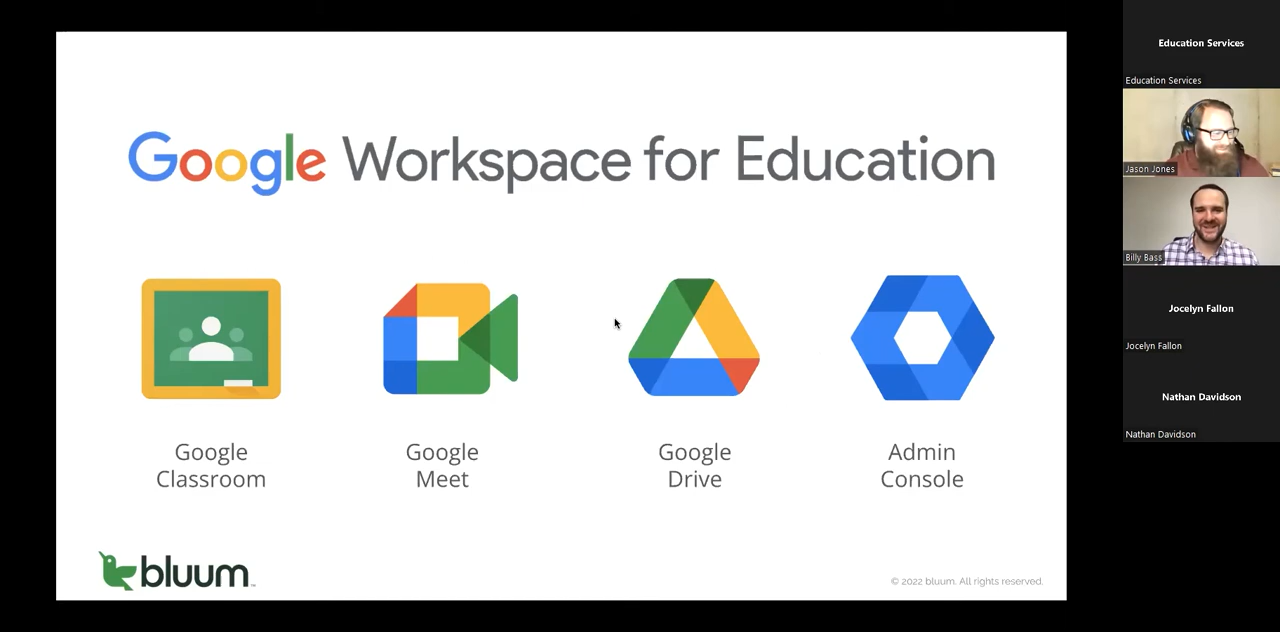 Google Workspace for Education
Google
Classroom
Google
Meet
Google
Drive
Admin
Console
bluum™
© 2022 bluum. All rights reserved.
Education Services
Education Services
Jason Jones
Billy Bass
Jocelyn Fallon
Jocelyn Fallon
Nathan Davidson
Nathan Davidson